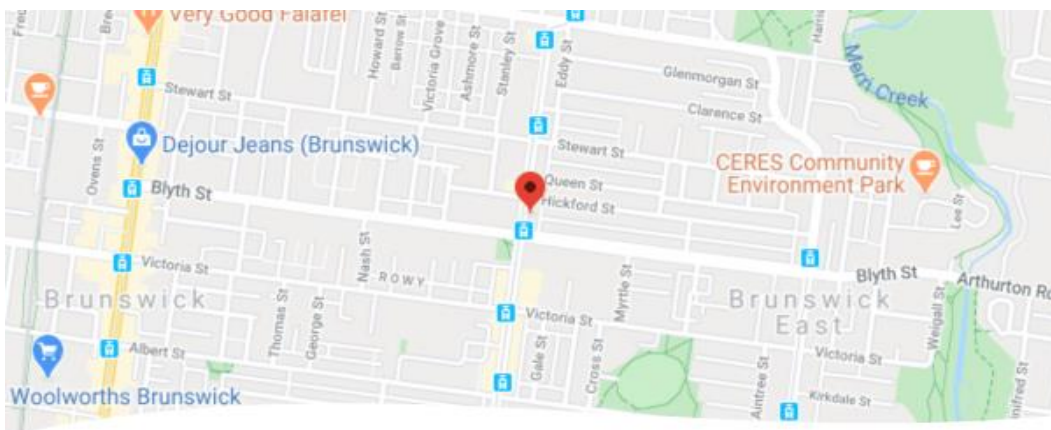 Very Good Falafel
Howard St
Barrow St
Victoria Grove
Ashmore St
Stanley St
Eddy St
Glenmorgan St
Clarence St
Merri Creek
Stewart St
Dejour Jeans (Brunswick)
Stewart St
CERES Community
Environment Park
Ovens St
Blyth St
Queen St
Hickford St
Lee St
Victoria St
Nash St
R O W Y
Blyth St
Arthurton
Brunswick
Thomas St
George St
Victoria St
Myrtle St
Brunswick
East
Weigall St
Albert St
Gale St
Cross St
Aintree St
Victoria St
Kirkdale St
Woolworths Brunswick